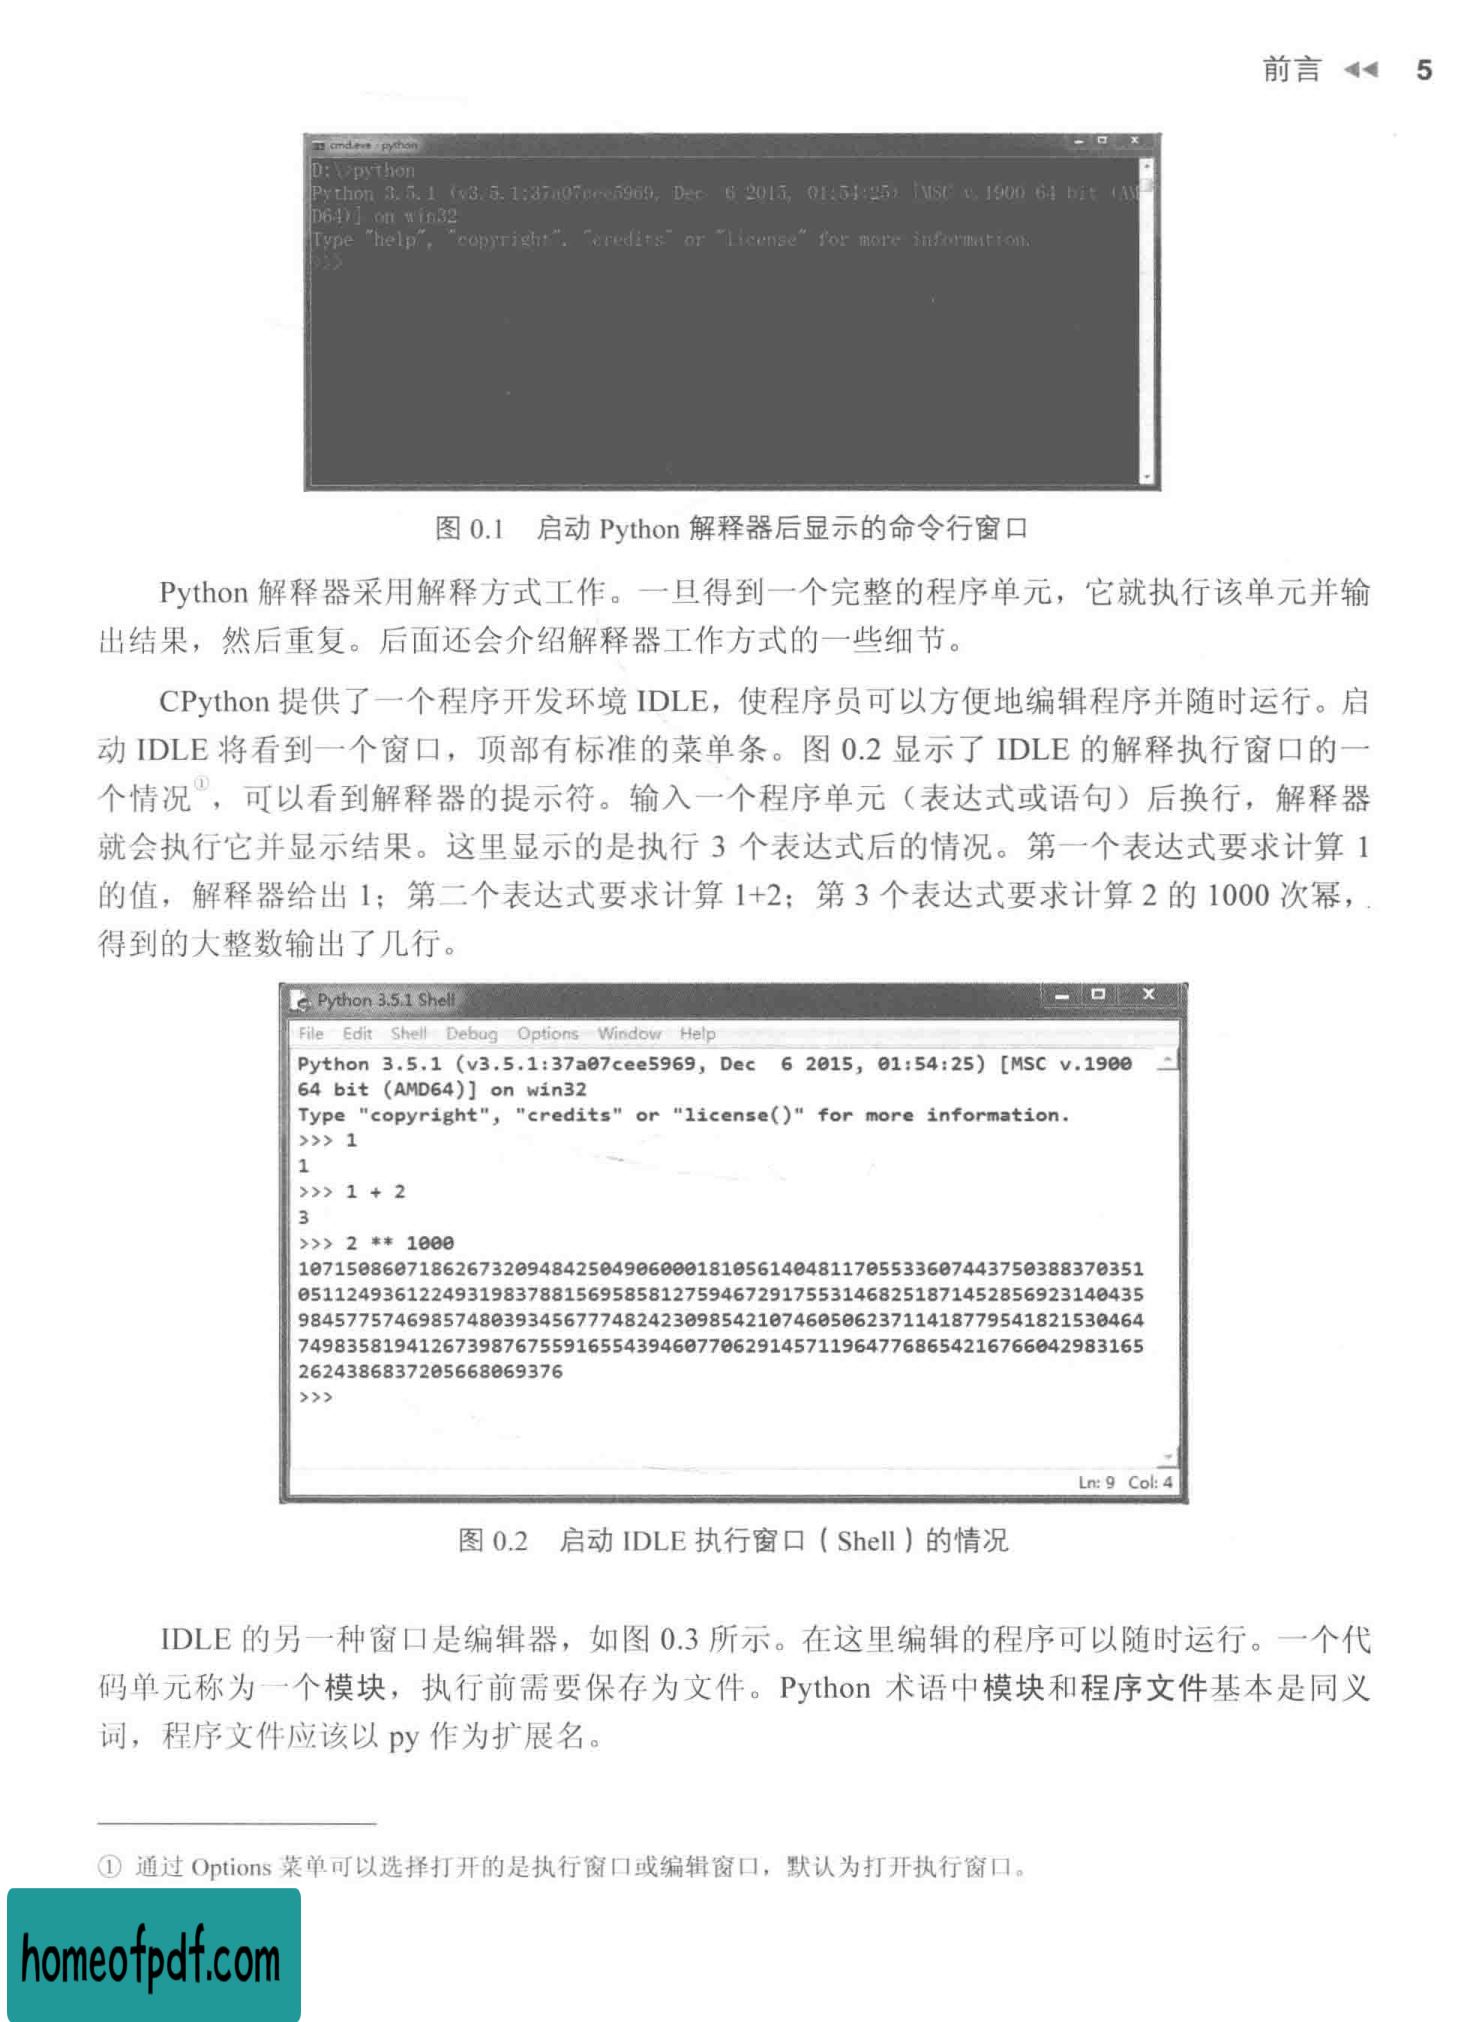 前言 ◀◀ 5
cmd.exe - python
D:\>python
Python 3.5.1 (v3.5.1:37a07cee5969, Dec  6 2015, 01:54:25) [MSC v.1900 64 bit (AM
D64)] on win32
Type "help", "copyright", "credits" or "license" for more information.
>>>
图 0.1 启动 Python 解释器后显示的命令行窗口
Python 解释器采用解释方式工作。一旦得到一个完整的程序单元，它就执行该单元并输
出结果，然后重复。后面还会介绍解释器工作方式的一些细节。
CPython 提供了一个程序开发环境 IDLE，使程序员可以方便地编辑程序并随时运行。启
动 IDLE 将看到一个窗口，顶部有标准的菜单条。图 0.2 显示了 IDLE 的解释执行窗口的一
个情况①，可以看到解释器的提示符。输入一个程序单元（表达式或语句）后换行，解释器
就会执行它并显示结果。这里显示的是执行 3 个表达式后的情况。第一个表达式要求计算 1
的值，解释器给出 1；第二个表达式要求计算 1+2；第 3 个表达式要求计算 2 的 1000 次幂，
得到的大整数输出了几行。
Python 3.5.1 Shell
File Edit Shell Debug Options Window Help
Python 3.5.1 (v3.5.1:37a07cee5969, Dec  6 2015, 01:54:25) [MSC v.1900
64 bit (AMD64)] on win32
Type "copyright", "credits" or "license()" for more information.
>>> 1
1
>>> 1 + 2
3
>>> 2 ** 1000
10715086071862673209484250490600018105614048117055336074437503883703​51
05112493612249319837881569585812759467291755314682518714528569231404​35
98457757469857480393456777482423098542107460506237114187795418215304​64
74983581941267398767559165543946077062914571196477686542167660429831​65
2624386837205668069376
>>>
Ln: 9 Col: 4
图 0.2 启动 IDLE 执行窗口（Shell）的情况
IDLE 的另一种窗口是编辑器，如图 0.3 所示。在这里编辑的程序可以随时运行。一个代
码单元称为一个模块，执行前需要保存为文件。Python 术语中模块和程序文件基本是同义
词，程序文件应该以 py 作为扩展名。
① 通过 Options 菜单可以选择打开的是执行窗口或编辑窗口，默认为打开执行窗口。
homeofpdf.com